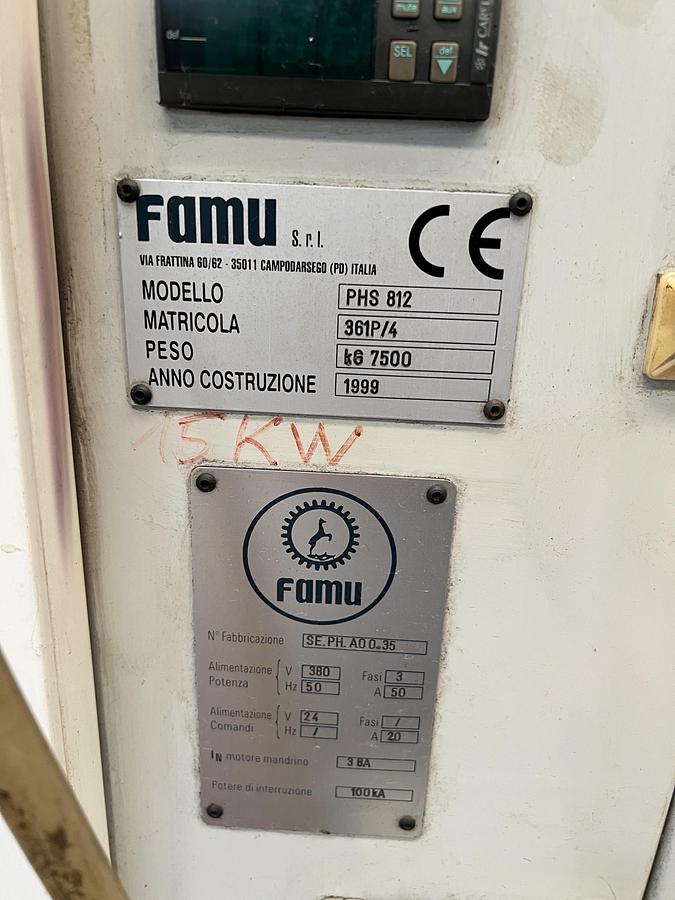 mute
aux
def
SEL
def
CAREL
Famu S.r.l.
CE
VIA FRATTINA 60/62 - 35011 CAMPODARSEGO (PD) ITALIA
MODELLO PHS 812
MATRICOLA 361P/4
PESO kG 7500
ANNO COSTRUZIONE 1999
15KW
Famu
N° Fabbricazione SE.PH.A00.35
Alimentazione Potenza V 380 Fasi 3
Hz 50 A 50
Alimentazione Comandi V 24 Fasi /
Hz / A 20
IN motore mandrino 38A
Potere di interruzione 100kA